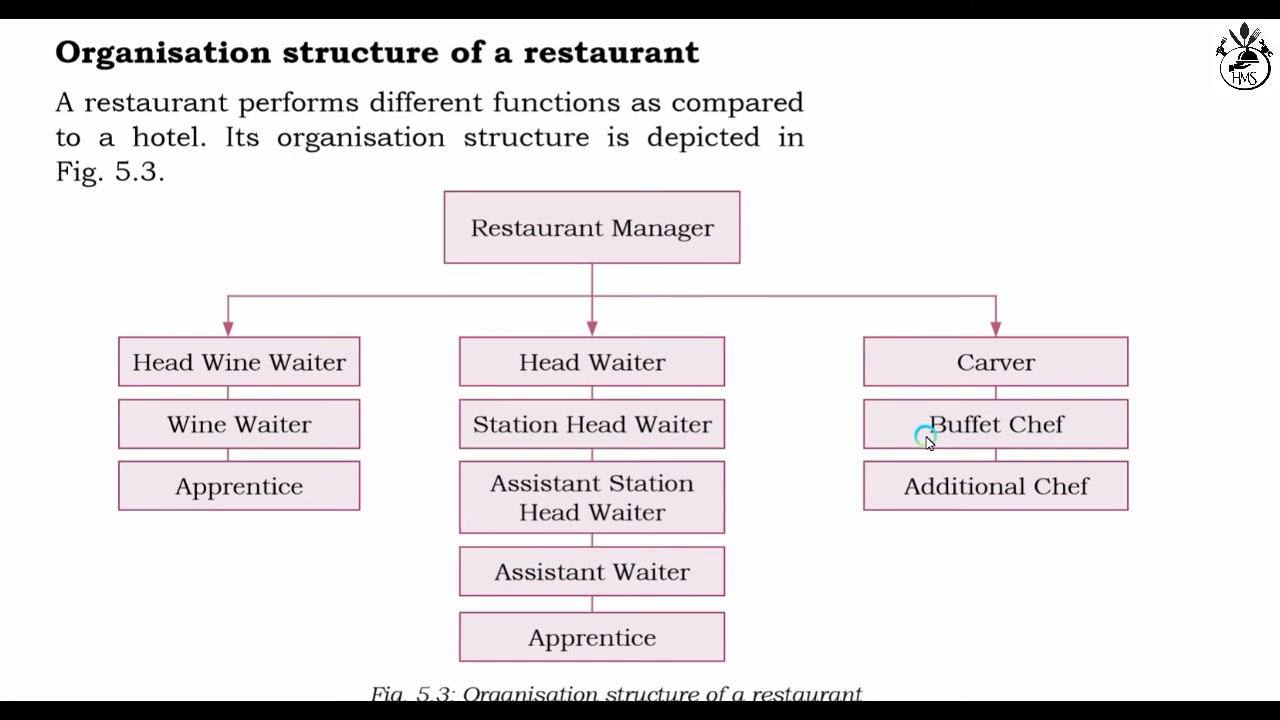 Organisation structure of a restaurant
A restaurant performs different functions as compared
to a hotel. Its organisation structure is depicted in
Fig. 5.3.
HMS
Restaurant Manager
Head Wine Waiter
Head Waiter
Carver
Wine Waiter
Station Head Waiter
Buffet Chef
Apprentice
Assistant Station
Head Waiter
Additional Chef
Assistant Waiter
Apprentice
Fig. 5.3: Organisation structure of a restaurant